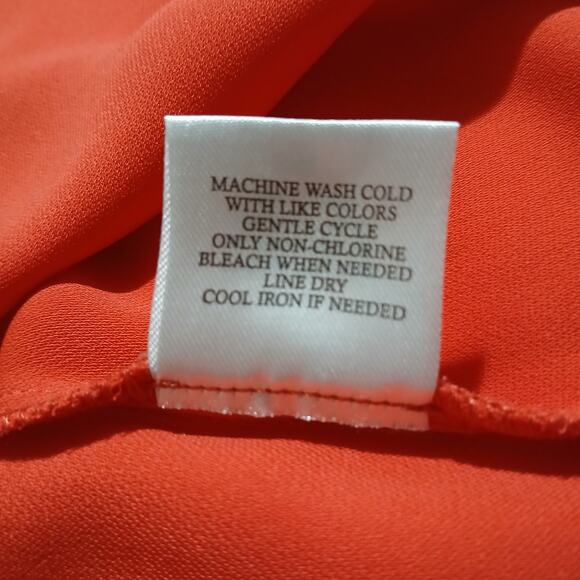 MACHINE WASH COLD
WITH LIKE COLORS
GENTLE CYCLE
ONLY NON-CHLORINE
BLEACH WHEN NEEDED
LINE DRY
COOL IRON IF NEEDED